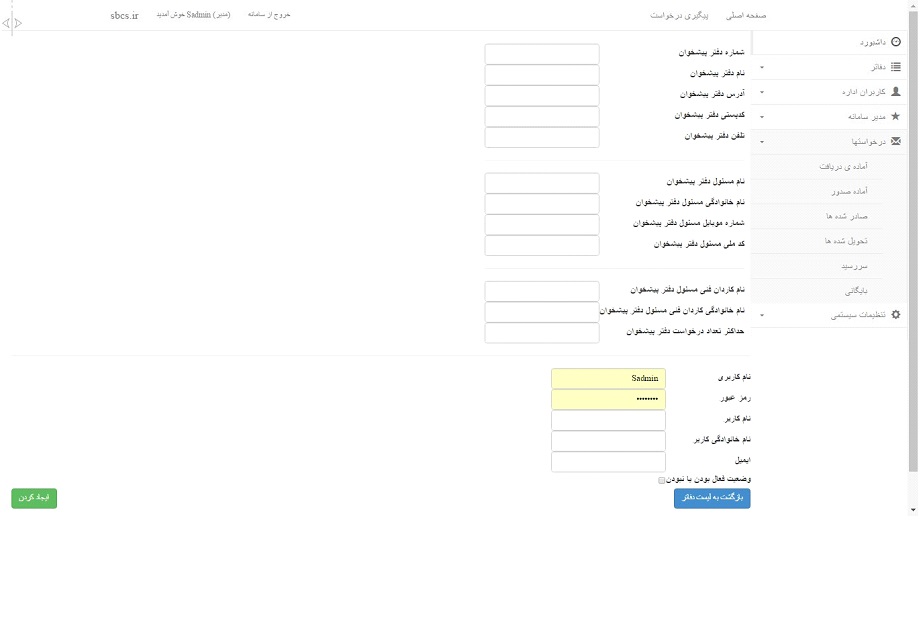 صفحه اصلی پیگیری درخواست خروج از سامانه (مدیر) Sadmin خوش آمدید sbcs.ir
داشبورد
دفاتر
کاربران اداره
مدیر سامانه
درخواستها
آماده ی دریافت
آماده صدور
صادر شده ها
تحویل شده ها
سررسید
بایگانی
تنظیمات سیستمی
شماره دفتر پیشخوان
نام دفتر پیشخوان
آدرس دفتر پیشخوان
کدپستی دفتر پیشخوان
تلفن دفتر پیشخوان
نام مسئول دفتر پیشخوان
نام خانوادگی مسئول دفتر پیشخوان
شماره موبایل مسئول دفتر پیشخوان
کد ملی مسئول دفتر پیشخوان
نام کاردان فنی مسئول دفتر پیشخوان
نام خانوادگی کاردان فنی مسئول دفتر پیشخوان
حداکثر تعداد درخواست دفتر پیشخوان
نام کاربری Sadmin
رمز عبور ••••••••
نام کاربر
نام خانوادگی کاربر
ایمیل
وضعیت فعال بودن یا نبودن
بازگشت به لیست دفاتر ایجاد کردن